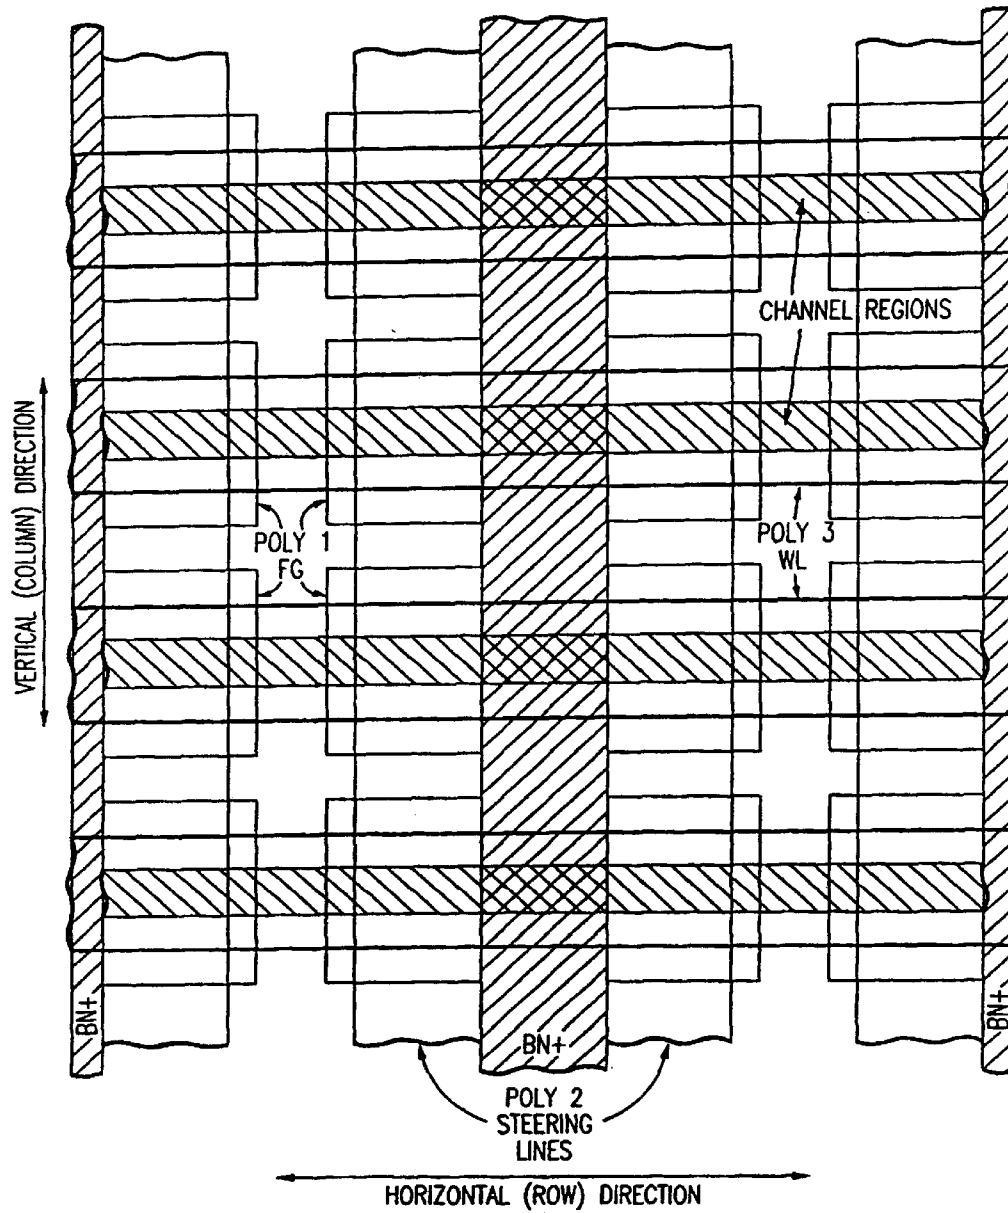 CHANNEL REGIONS
VERTICAL (COLUMN) DIRECTION
POLY 1
FG
POLY 3
WL
BN+
BN+
BN+
POLY 2
STEERING
LINES
HORIZONTAL (ROW) DIRECTION